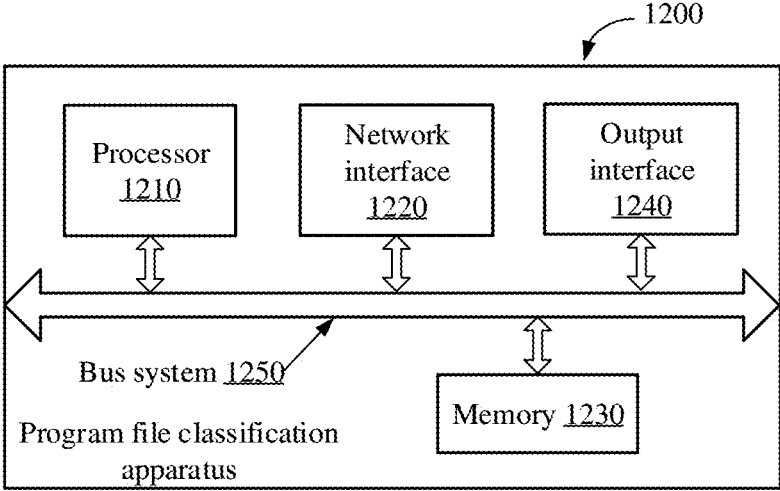 1200
Processor
1210
Network
interface
1220
Output
interface
1240
Bus system 1250
Memory 1230
Program file classification
apparatus